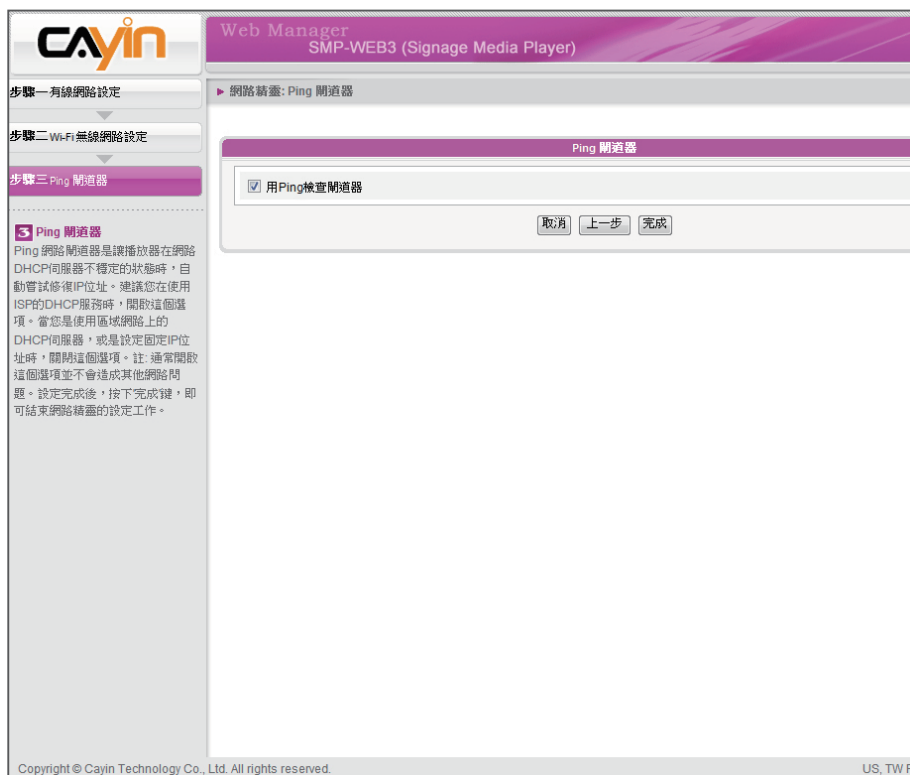 CAYIN
Web Manager
SMP-WEB3 (Signage Media Player)
步驟一 有線網路設定
步驟二 Wi-Fi 無線網路設定
步驟三 Ping 閘道器
3 Ping 閘道器
Ping 網路閘道器是讓播放器在網路
DHCP伺服器不穩定的狀態時，自
動嘗試修復IP位址。建議您在使用
ISP的DHCP服務時，開啟這個選
項。當您是使用區域網路上的
DHCP伺服器，或是設定固定IP位
址時，關閉這個選項。註: 通常開啟
這個選項並不會造成其他網路問
題。設定完成後，按下'完成'鍵，即
可結束網路精靈的設定工作。
網路精靈: Ping 閘道器
Ping 閘道器
用Ping檢查閘道器
取消 上一步 完成
Copyright © Cayin Technology Co., Ltd. All rights reserved.
US, TW P